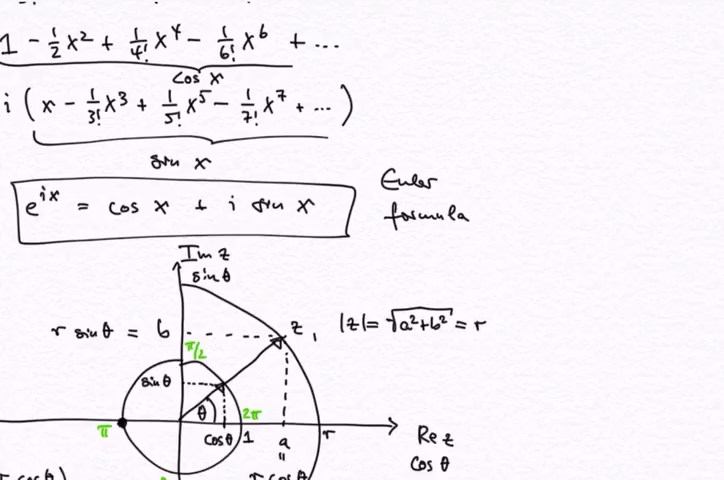 1 - 1/2 x² + 1/4! x⁴ - 1/6! x⁶ + ...
cos x
i ( x - 1/3! x³ + 1/5! x⁵ - 1/7! x⁷ + ... )
sin x
e^{ix} = cos x + i sin x
Euler
formula
Im z
sin θ
r sin θ = b
z,
|z| = √(a²+b²) = r
π/2
sin θ
θ
2π
π
cos θ
1
a
r
Re z
=
cos θ
r cos θ